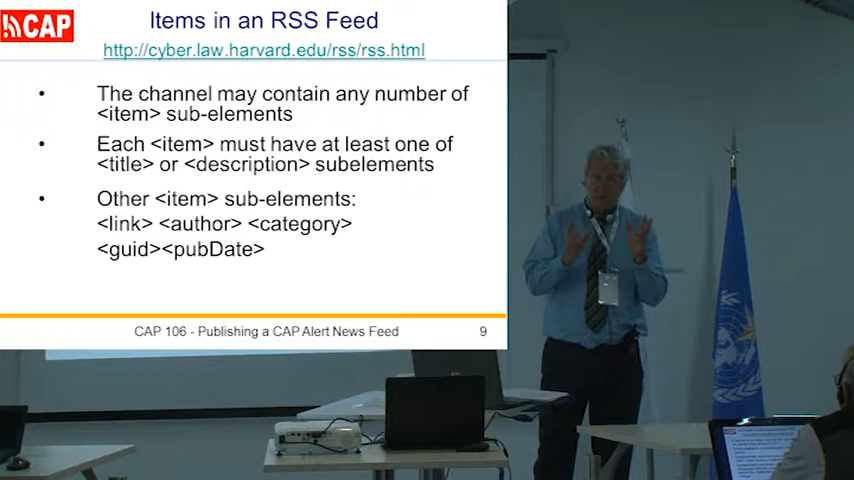 CAP
Items in an RSS Feed
http://cyber.law.harvard.edu/rss/rss.html
• The channel may contain any number of
<item> sub-elements
• Each <item> must have at least one of
<title> or <description> subelements
• Other <item> sub-elements:
<link> <author> <category>
<guid><pubDate>
CAP 106 - Publishing a CAP Alert News Feed 9